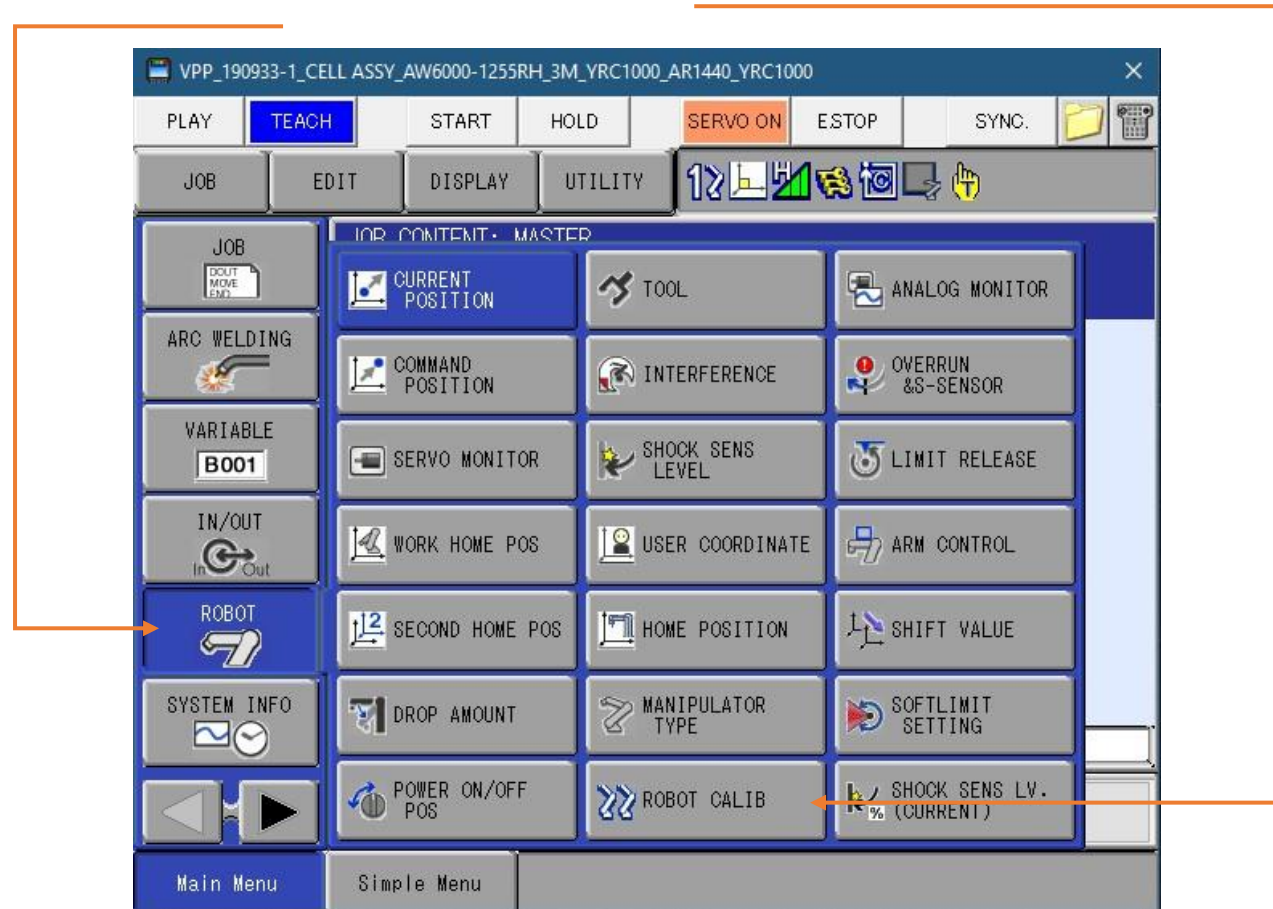 VPP_190933-1_CELL ASSY_AW6000-1255RH_3M_YRC1000_AR1440_YRC1000
PLAY TEACH START HOLD SERVO ON ESTOP SYNC.
JOB EDIT DISPLAY UTILITY
JOB CONTENT: MASTER
JOB
DOUT
MOVE
END
ARC WELDING
VARIABLE
B001
IN/OUT
In Out
ROBOT
SYSTEM INFO
CURRENT
POSITION
TOOL
ANALOG MONITOR
COMMAND
POSITION
INTERFERENCE
OVERRUN
&S-SENSOR
SERVO MONITOR
SHOCK SENS
LEVEL
LIMIT RELEASE
WORK HOME POS
USER COORDINATE
ARM CONTROL
2
SECOND HOME POS
HOME POSITION
SHIFT VALUE
DROP AMOUNT
MANIPULATOR
TYPE
SOFTLIMIT
SETTING
POWER ON/OFF
POS
ROBOT CALIB
%
SHOCK SENS LV.
(CURRENT)
Main Menu Simple Menu